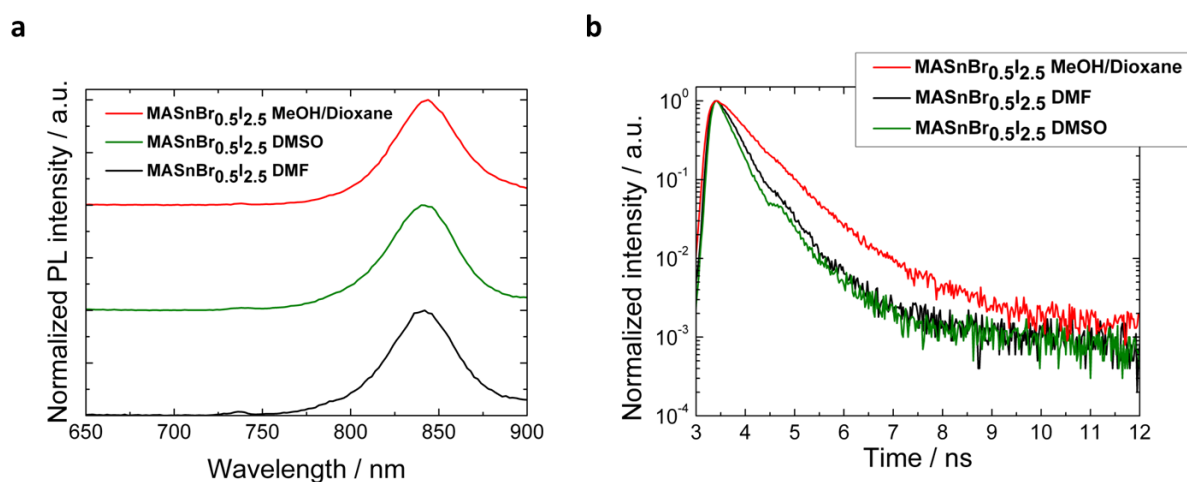 a
MASnBr0.5I2.5 MeOH/Dioxane
MASnBr0.5I2.5 DMSO
MASnBr0.5I2.5 DMF
Normalized PL intensity / a.u.
650 700 750 800 850 900
Wavelength / nm
b
MASnBr0.5I2.5 MeOH/Dioxane
MASnBr0.5I2.5 DMF
MASnBr0.5I2.5 DMSO
Normalized intensity / a.u.
10^0
10^-1
10^-2
10^-3
10^-4
3 4 5 6 7 8 9 10 11 12
Time / ns